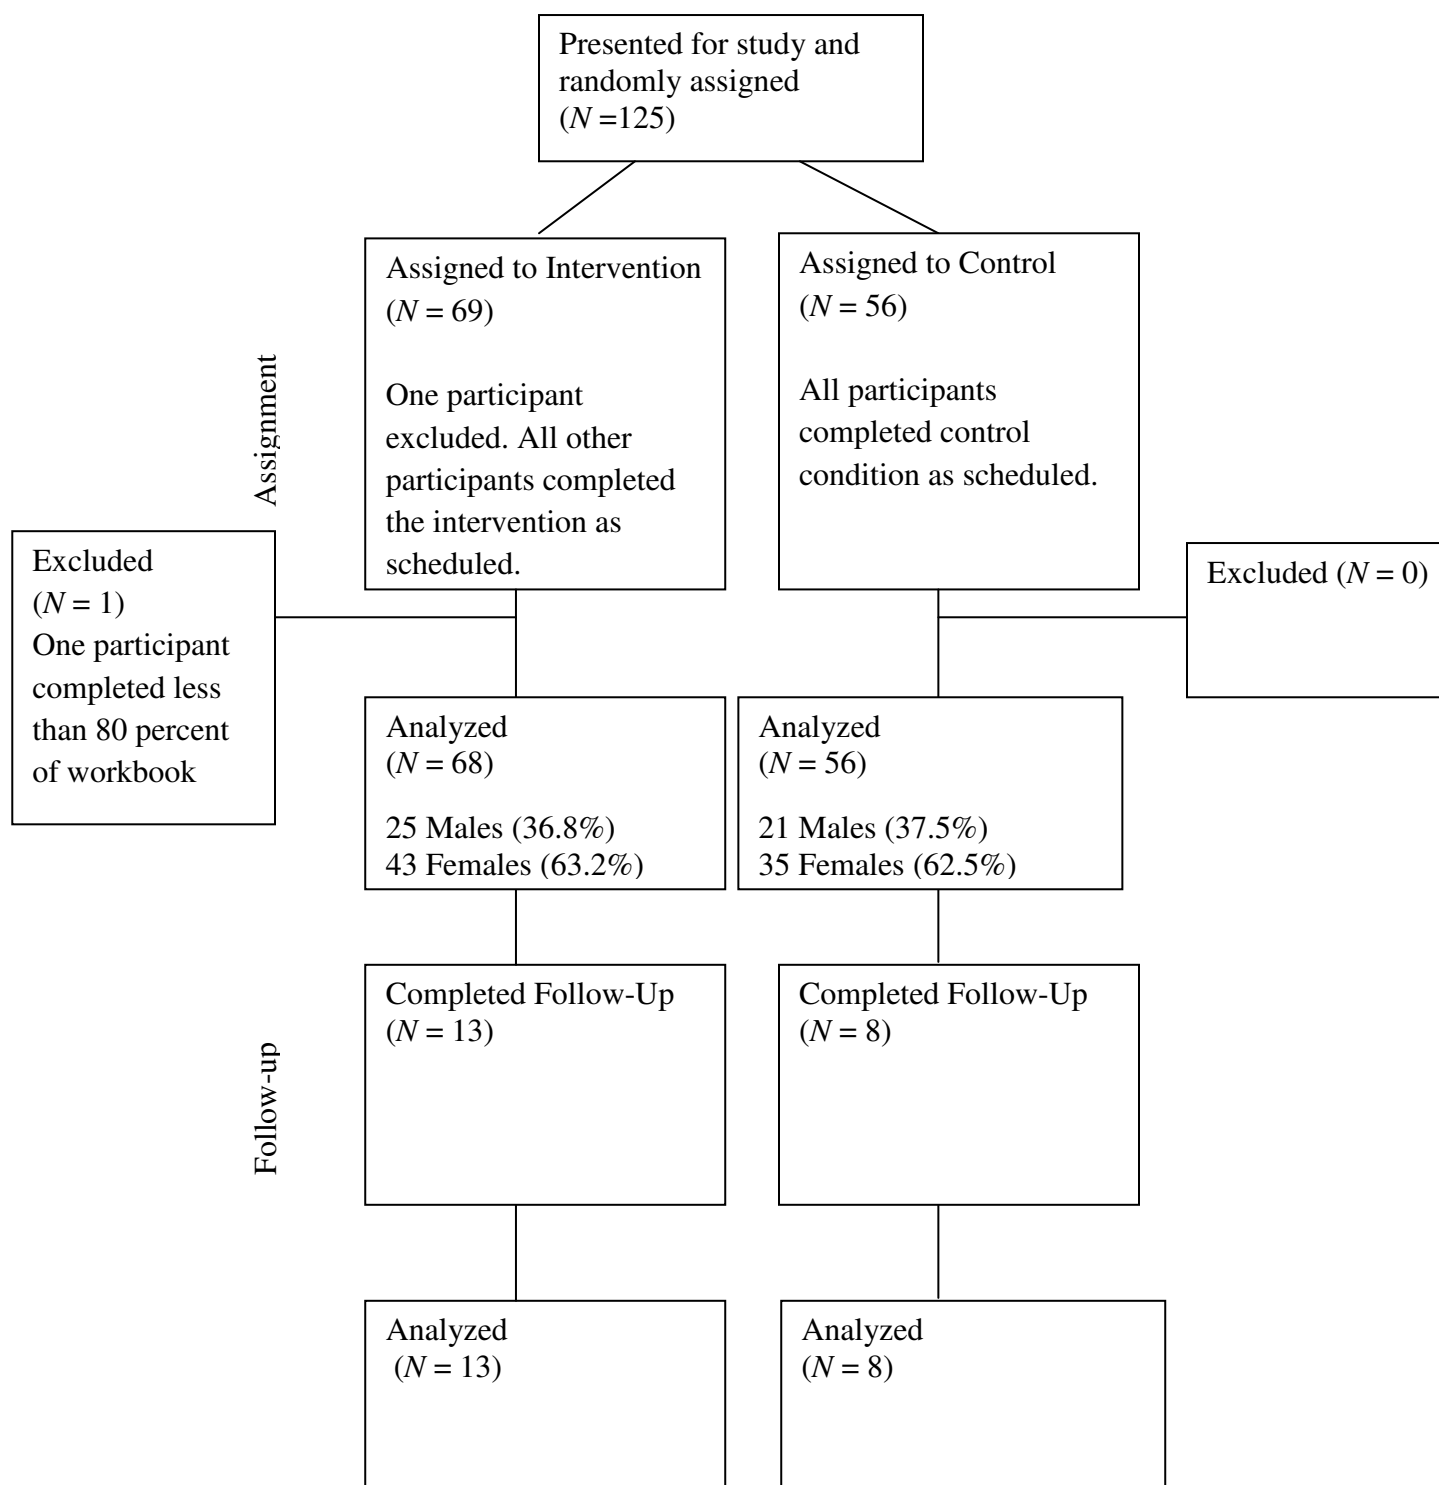 Presented for study and
randomly assigned
(N =125)
Assigned to Intervention
(N = 69)
One participant
excluded. All other
participants completed
the intervention as
scheduled.
Assigned to Control
(N = 56)
All participants
completed control
condition as scheduled.
Assignment
Excluded
(N = 1)
One participant
completed less
than 80 percent
of workbook
Excluded (N = 0)
Analyzed
(N = 68)
25 Males (36.8%)
43 Females (63.2%)
Analyzed
(N = 56)
21 Males (37.5%)
35 Females (62.5%)
Completed Follow-Up
(N = 13)
Completed Follow-Up
(N = 8)
Follow-up
Analyzed
(N = 13)
Analyzed
(N = 8)